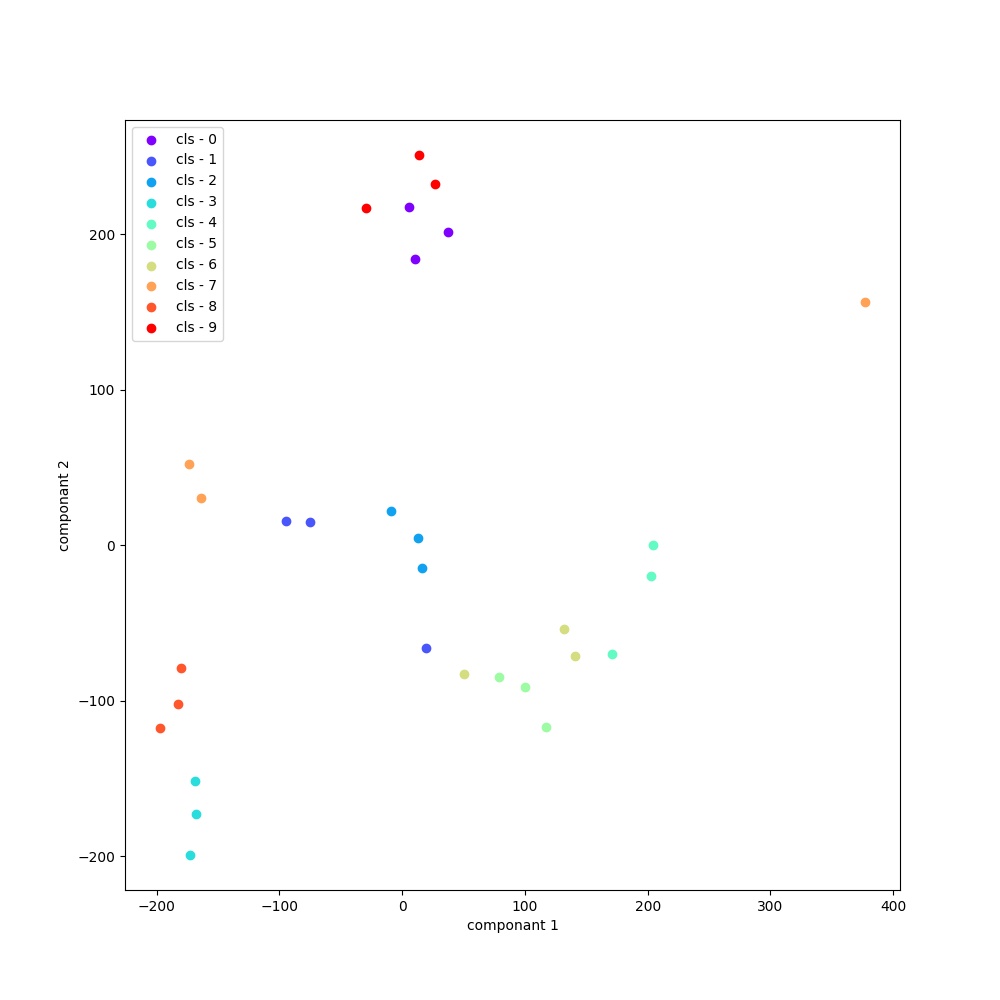 cls - 0
cls - 1
cls - 2
cls - 3
cls - 4
cls - 5
cls - 6
cls - 7
cls - 8
cls - 9
200
100
0
−100
−200
componant 2
−200 −100 0 100 200 300 400
componant 1